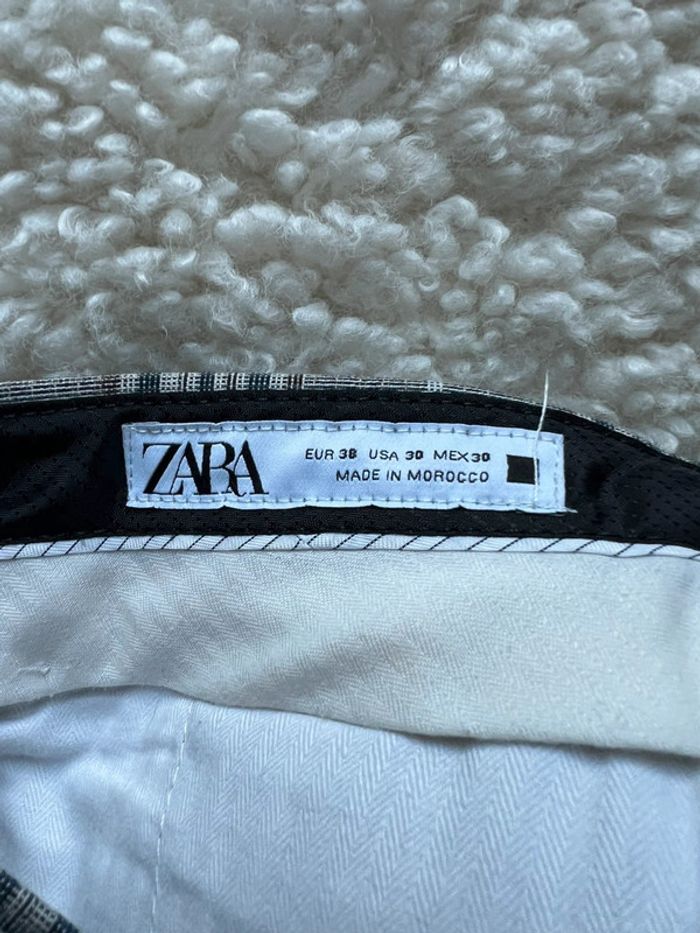 ZARA
EUR 38 USA 30 MEX 30
MADE IN MOROCCO